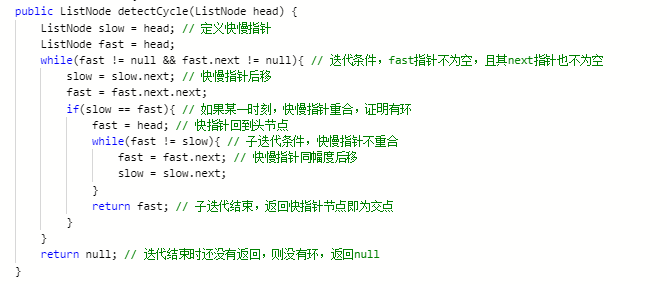 public ListNode detectCycle(ListNode head) {
    ListNode slow = head; // 定义快慢指针
    ListNode fast = head;
    while(fast != null && fast.next != null){ // 迭代条件，fast指针不为空，且其next指针也不为空
        slow = slow.next; // 快慢指针后移
        fast = fast.next.next;
        if(slow == fast){ // 如果某一时刻，快慢指针重合，证明有环
            fast = head; // 快指针回到头节点
            while(fast != slow){ // 子迭代条件，快慢指针不重合
                fast = fast.next; // 快慢指针同幅度后移
                slow = slow.next;
            }
            return fast; // 子迭代结束，返回快指针节点即为交点
        }
    }
    return null; // 迭代结束时还没有返回，则没有环，返回null
}